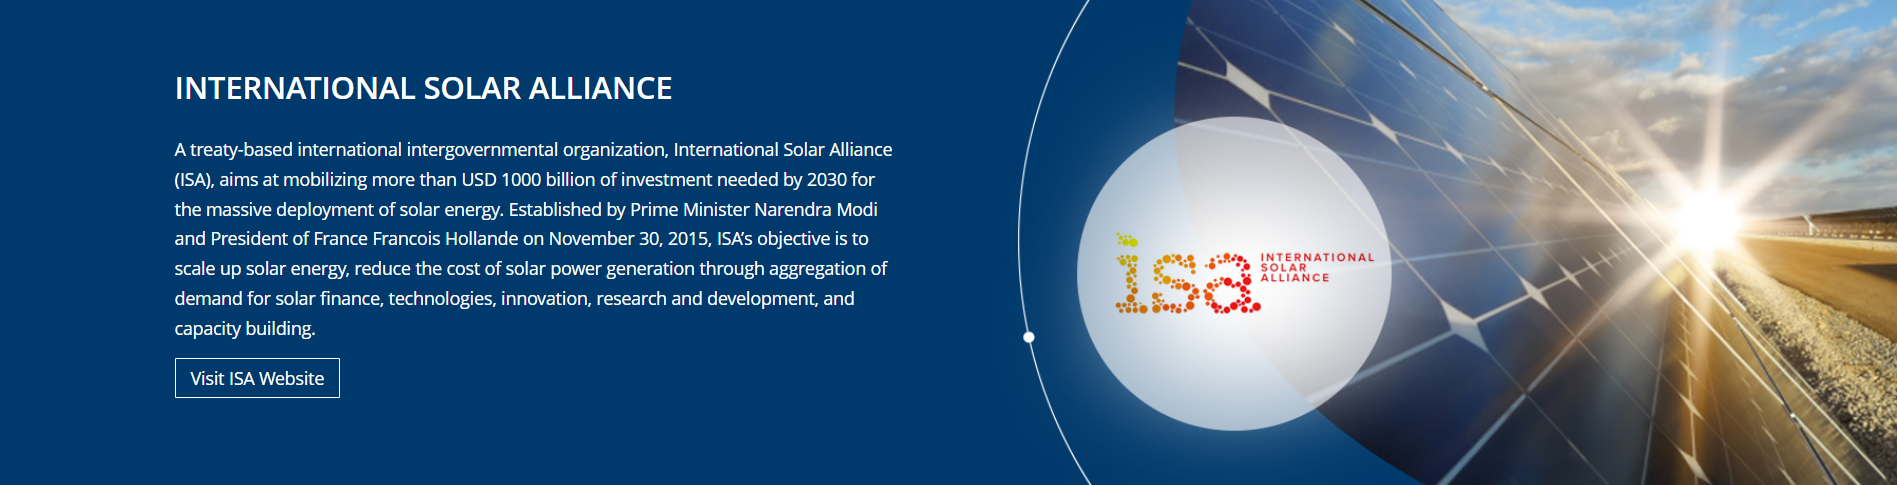 INTERNATIONAL SOLAR ALLIANCE
A treaty-based international intergovernmental organization, International Solar Alliance
(ISA), aims at mobilizing more than USD 1000 billion of investment needed by 2030 for
the massive deployment of solar energy. Established by Prime Minister Narendra Modi
and President of France Francois Hollande on November 30, 2015, ISA’s objective is to
scale up solar energy, reduce the cost of solar power generation through aggregation of
demand for solar finance, technologies, innovation, research and development, and
capacity building.
Visit ISA Website
isa
INTERNATIONAL
SOLAR
ALLIANCE